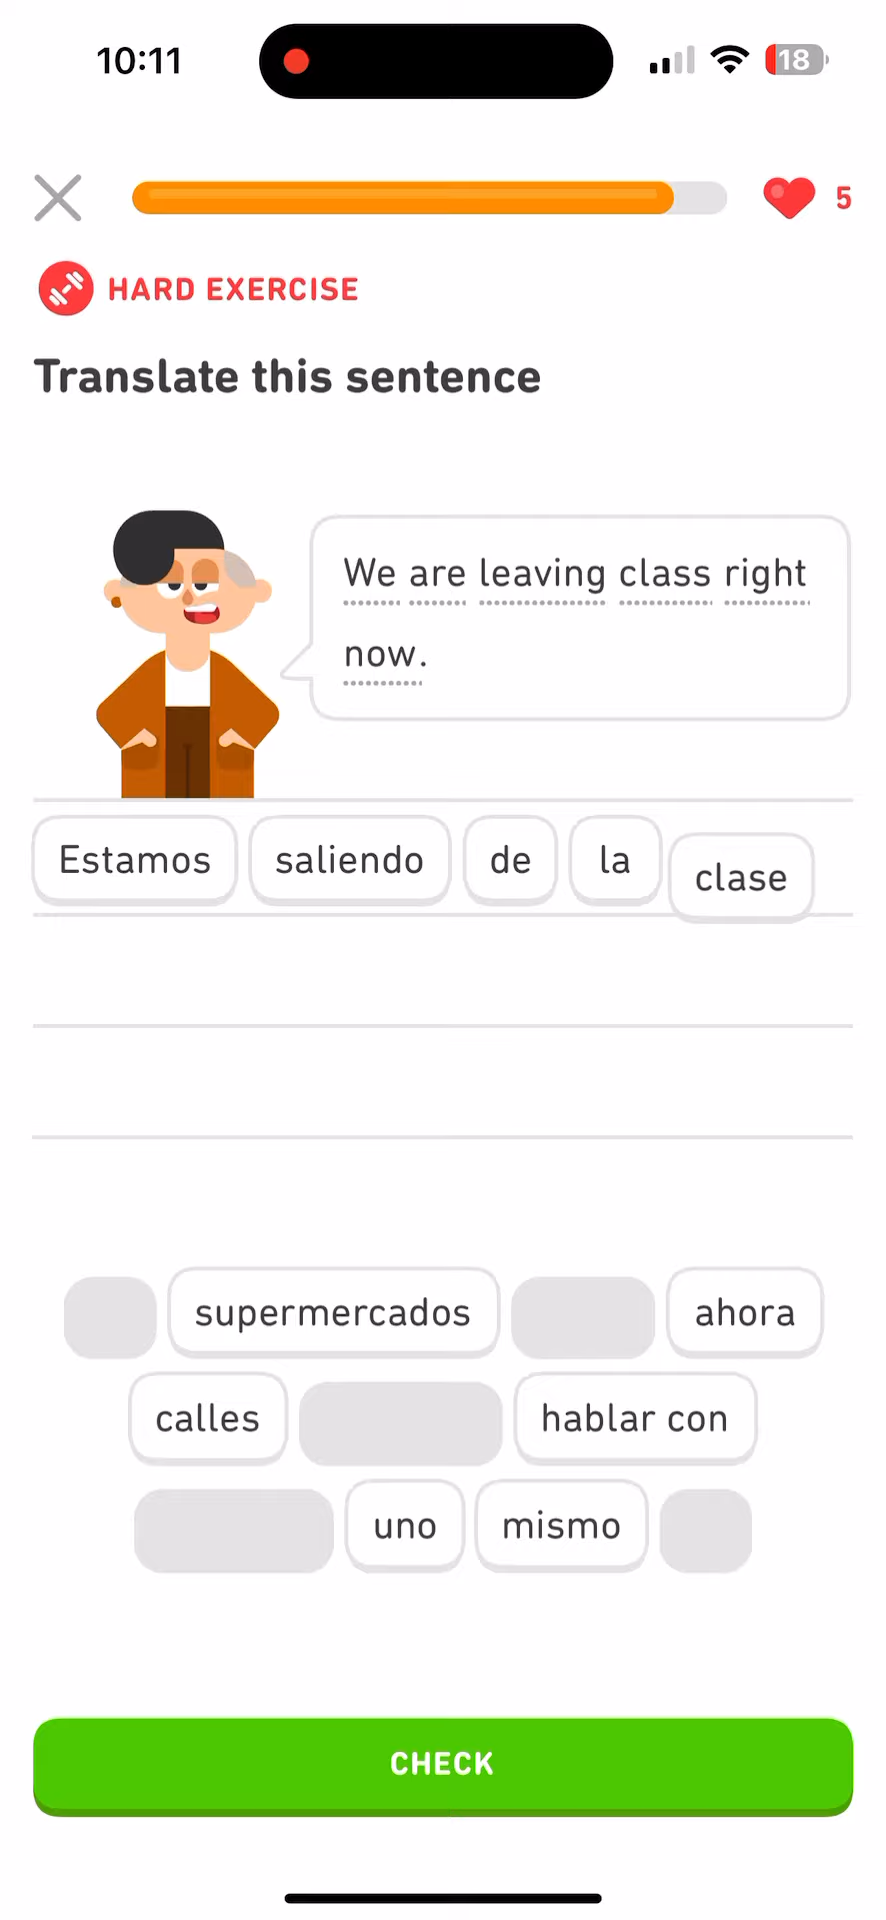 10:11 18
5
HARD EXERCISE
Translate this sentence
We are leaving class right
now.
Estamos saliendo de la clase
supermercados ahora
calles hablar con
uno mismo
CHECK